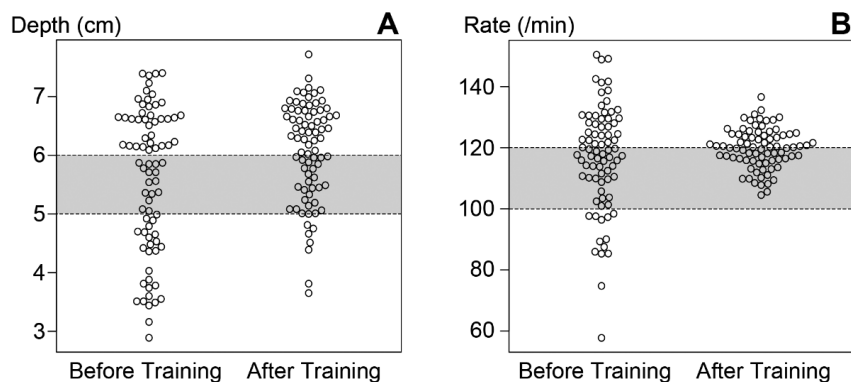 Depth (cm)
A
7
6
5
4
3
Before Training
After Training
Rate (/min)
B
140
120
100
80
60
Before Training
After Training